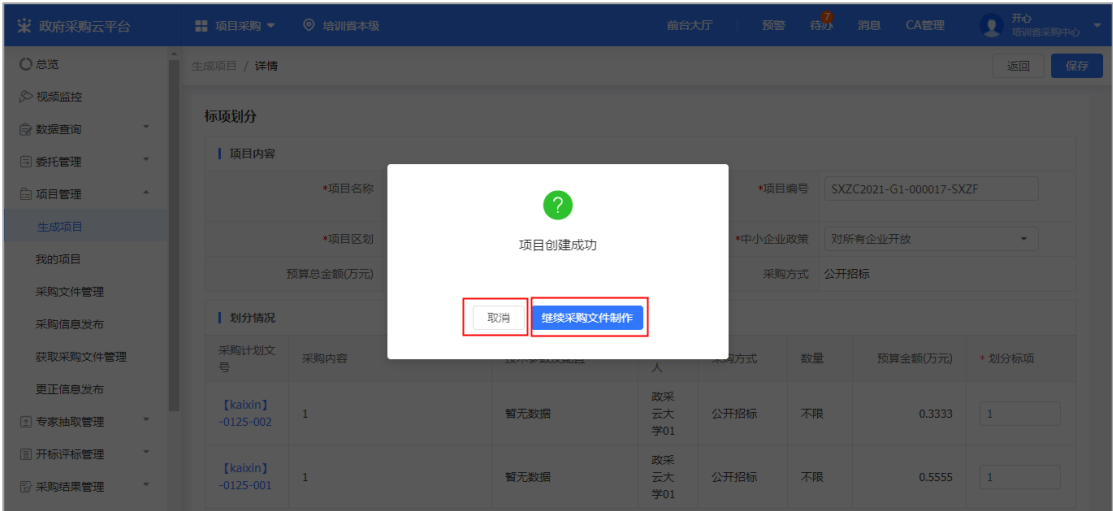 政府采购云平台
项目采购
培训省本级
前台大厅
预警
待办
7
消息
CA管理
开心
培训省采购中心
总览
视频监控
数据查询
委托管理
项目管理
生成项目
我的项目
采购文件管理
采购信息发布
获取采购文件管理
更正信息发布
专家抽取管理
开标评标管理
采购结果管理
生成项目 / 详情
返回
保存
标项划分
项目内容
*项目名称
*项目编号
SXZC2021-G1-000017-SXZF
*项目区划
*中小企业政策
对所有企业开放
预算总金额(万元)
采购方式
公开招标
?
项目创建成功
取消
继续采购文件制作
划分情况
采购计划文号
采购内容
人
采购方式
数量
预算金额(万元)
* 划分标项
【kaixin】-0125-002
1
暂无数据
政采云大学01
公开招标
不限
0.3333
1
【kaixin】-0125-001
1
暂无数据
政采云大学01
公开招标
不限
0.5555
1